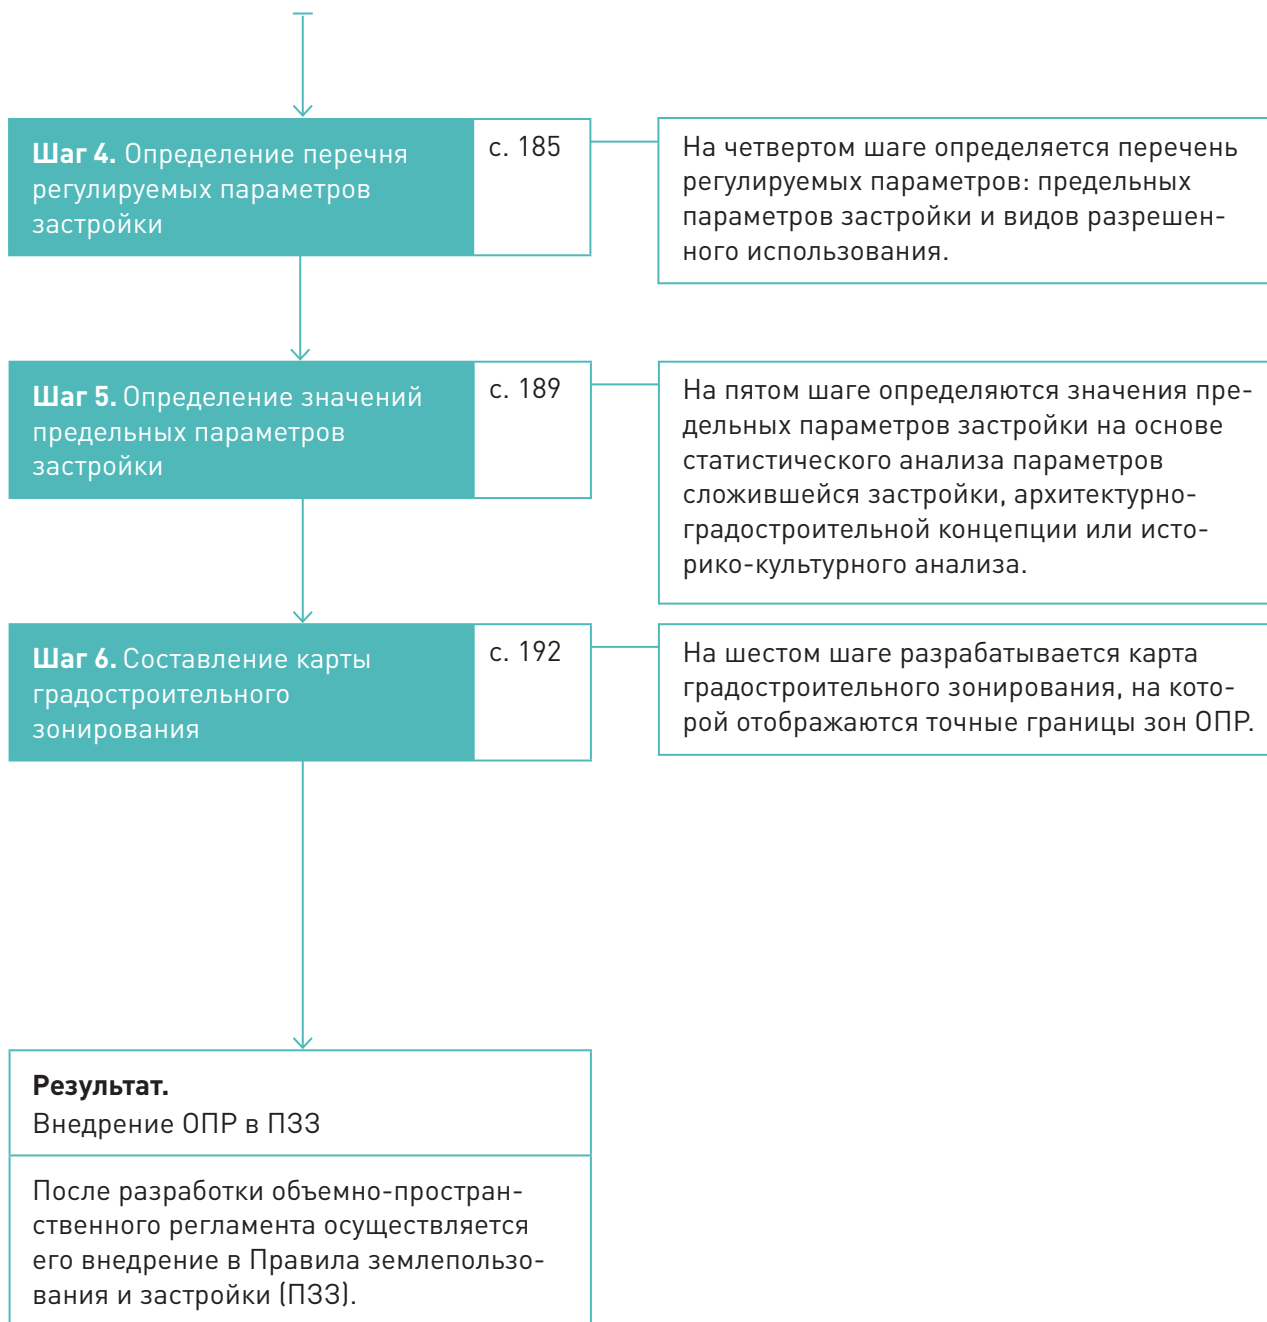 Шаг 4. Определение перечня
регулируемых параметров
застройки
с. 185
На четвертом шаге определяется перечень
регулируемых параметров: предельных
параметров застройки и видов разрешен-
ного использования.
Шаг 5. Определение значений
предельных параметров
застройки
с. 189
На пятом шаге определяются значения пре-
дельных параметров застройки на основе
статистического анализа параметров
сложившейся застройки, архитектурно-
градостроительной концепции или исто-
рико-культурного анализа.
Шаг 6. Составление карты
градостроительного
зонирования
с. 192
На шестом шаге разрабатывается карта
градостроительного зонирования, на кото-
рой отображаются точные границы зон ОПР.
Результат.
Внедрение ОПР в ПЗЗ
После разработки объемно-простран-
ственного регламента осуществляется
его внедрение в Правила землепользо-
вания и застройки (ПЗЗ).